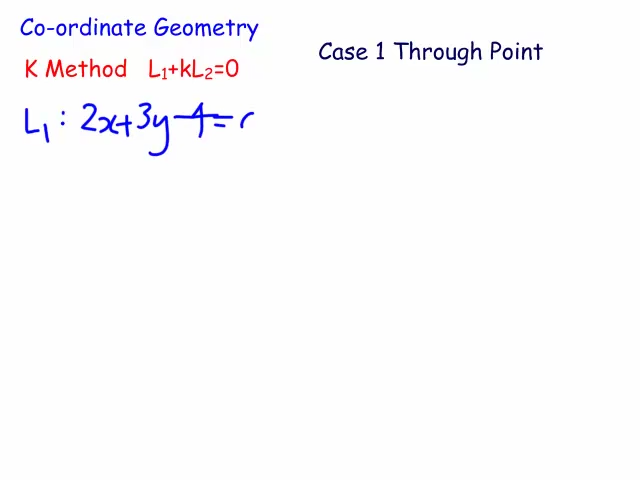 Co-ordinate Geometry
Case 1 Through Point
K Method L₁+kL₂=0
L₁ : 2x+3y-4=